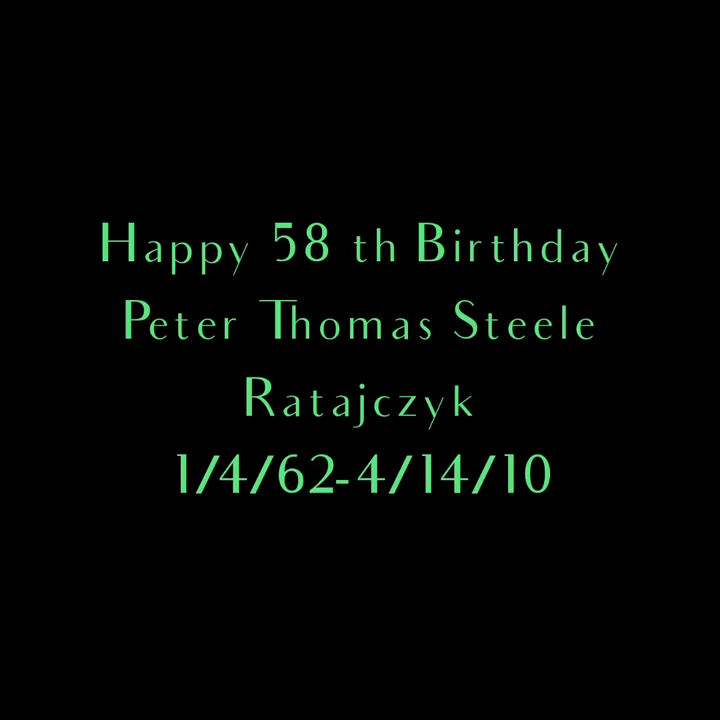 Happy 58 th Birthday
Peter Thomas Steele
Ratajczyk
1/4/62-4/14/10